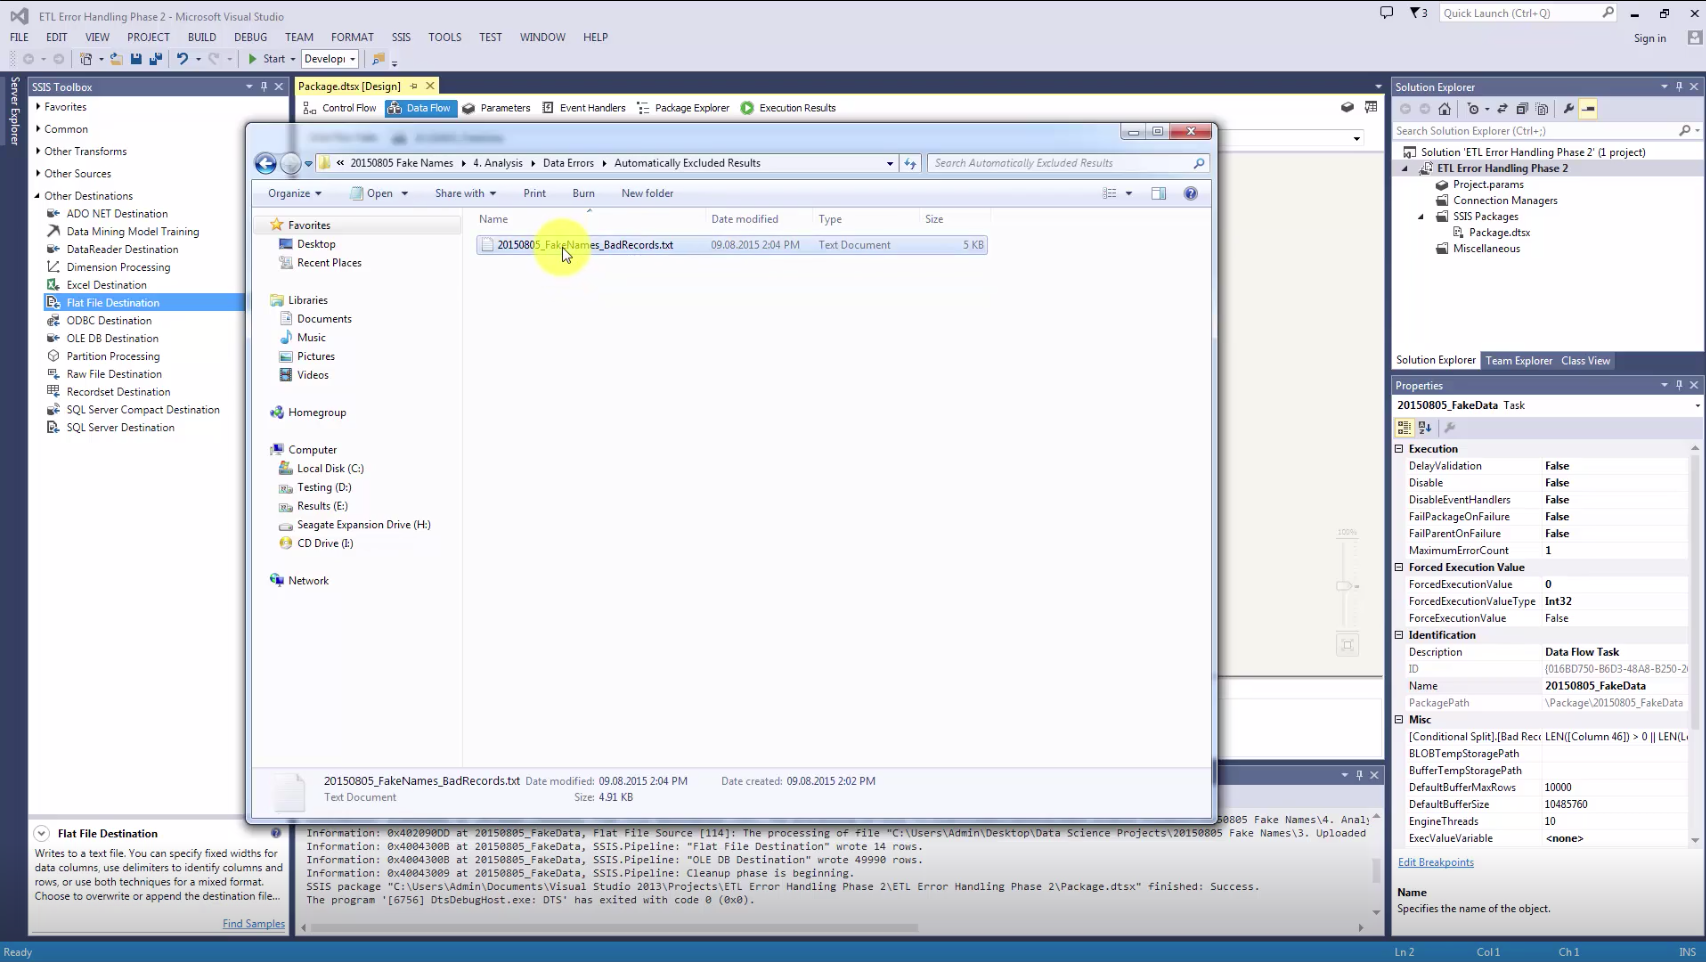 ETL Error Handling Phase 2 - Microsoft Visual Studio
3
Quick Launch (Ctrl+Q)
FILE EDIT VIEW PROJECT BUILD DEBUG TEAM FORMAT SSIS TOOLS TEST WINDOW HELP
Sign in
Start Developi
Server Explorer
SSIS Toolbox
Favorites
Common
Other Transforms
Other Sources
Other Destinations
ADO NET Destination
Data Mining Model Training
DataReader Destination
Dimension Processing
Excel Destination
Flat File Destination
ODBC Destination
OLE DB Destination
Partition Processing
Raw File Destination
Recordset Destination
SQL Server Compact Destination
SQL Server Destination
Flat File Destination
Writes to a text file. You can specify fixed widths for
data columns, use delimiters to identify columns and
rows, or use both techniques for a mixed format.
Choose to overwrite or append the destination file...
Find Samples
Package.dtsx [Design]
Control Flow Data Flow Parameters Event Handlers Package Explorer Execution Results
« 20150805 Fake Names 4. Analysis Data Errors Automatically Excluded Results
Search Automatically Excluded Results
Organize Open Share with Print Burn New folder
Name Date modified Type Size
20150805_FakeNames_BadRecords.txt 09.08.2015 2:04 PM Text Document 5 KB
Favorites
Desktop
Recent Places
Libraries
Documents
Music
Pictures
Videos
Homegroup
Computer
Local Disk (C:)
Testing (D:)
Results (E:)
Seagate Expansion Drive (H:)
CD Drive (I:)
Network
20150805_FakeNames_BadRecords.txt Date modified: 09.08.2015 2:04 PM Date created: 09.08.2015 2:02 PM
Text Document Size: 4.91 KB
100%
805 Fake Names\4. Analy
Information: 0x402090DD at 20150805_FakeData, Flat File Source [114]: The processing of file "C:\Users\Admin\Desktop\Data Science Projects\20150805 Fake Names\3. Uploaded
Information: 0x4004300B at 20150805_FakeData, SSIS.Pipeline: "Flat File Destination" wrote 14 rows.
Information: 0x4004300B at 20150805_FakeData, SSIS.Pipeline: "OLE DB Destination" wrote 49990 rows.
Information: 0x40043009 at 20150805_FakeData, SSIS.Pipeline: Cleanup phase is beginning.
SSIS package "C:\Users\Admin\Documents\Visual Studio 2013\Projects\ETL Error Handling Phase 2\ETL Error Handling Phase 2\Package.dtsx" finished: Success.
The program '[6756] DtsDebugHost.exe: DTS' has exited with code 0 (0x0).
Solution Explorer
Search Solution Explorer (Ctrl+;)
Solution 'ETL Error Handling Phase 2' (1 project)
ETL Error Handling Phase 2
Project.params
Connection Managers
SSIS Packages
Package.dtsx
Miscellaneous
Solution Explorer Team Explorer Class View
Properties
20150805_FakeData Task
Execution
DelayValidation False
Disable False
DisableEventHandlers False
FailPackageOnFailure False
FailParentOnFailure False
MaximumErrorCount 1
Forced Execution Value
ForcedExecutionValue 0
ForcedExecutionValueType Int32
ForceExecutionValue False
Identification
Description Data Flow Task
ID {016BD750-B6D3-48A8-B250-2
Name 20150805_FakeData
PackagePath \Package\20150805_FakeData
Misc
[Conditional Split].[Bad Reco LEN([Column 46]) > 0 || LEN(L
BLOBTempStoragePath
BufferTempStoragePath
DefaultBufferMaxRows 10000
DefaultBufferSize 10485760
EngineThreads 10
ExecValueVariable <none>
Edit Breakpoints
Name
Specifies the name of the object.
Ready Ln 2 Col 1 Ch 1 INS